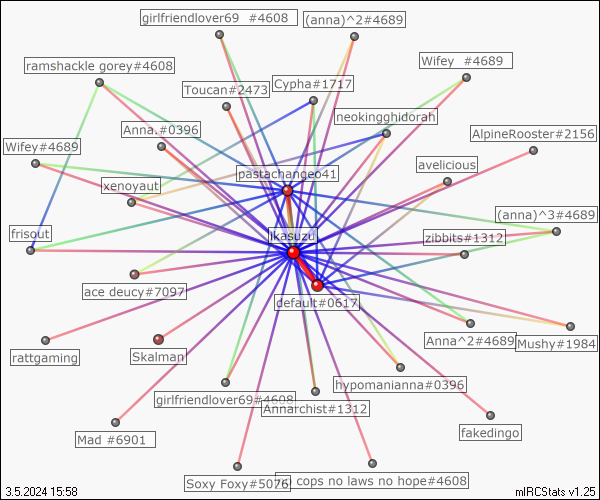 girlfriendlover69 #4608
(anna)^2#4689
ramshackle gorey#4608
Wifey #4689
Toucan#2473
Cypha#1717
neokingghidorah
Anna.#0396
AlpineRooster#2156
Wifey#4689
pastachangeo41
avelicious
xenoyaut
(anna)^3#4689
frisout
ikasuzu
zibbits#1312
ace deucy#7097
default#0617
Anna^2#4689
Mushy#1984
rattgaming
Skalman
hypomanianna#0396
girlfriendlover69#4608
Annarchist#1312
Mad #6901
fakedingo
Soxy Foxy#5076
cops no laws no hope#4608
3.5.2024 15:58
mIRCStats v1.25